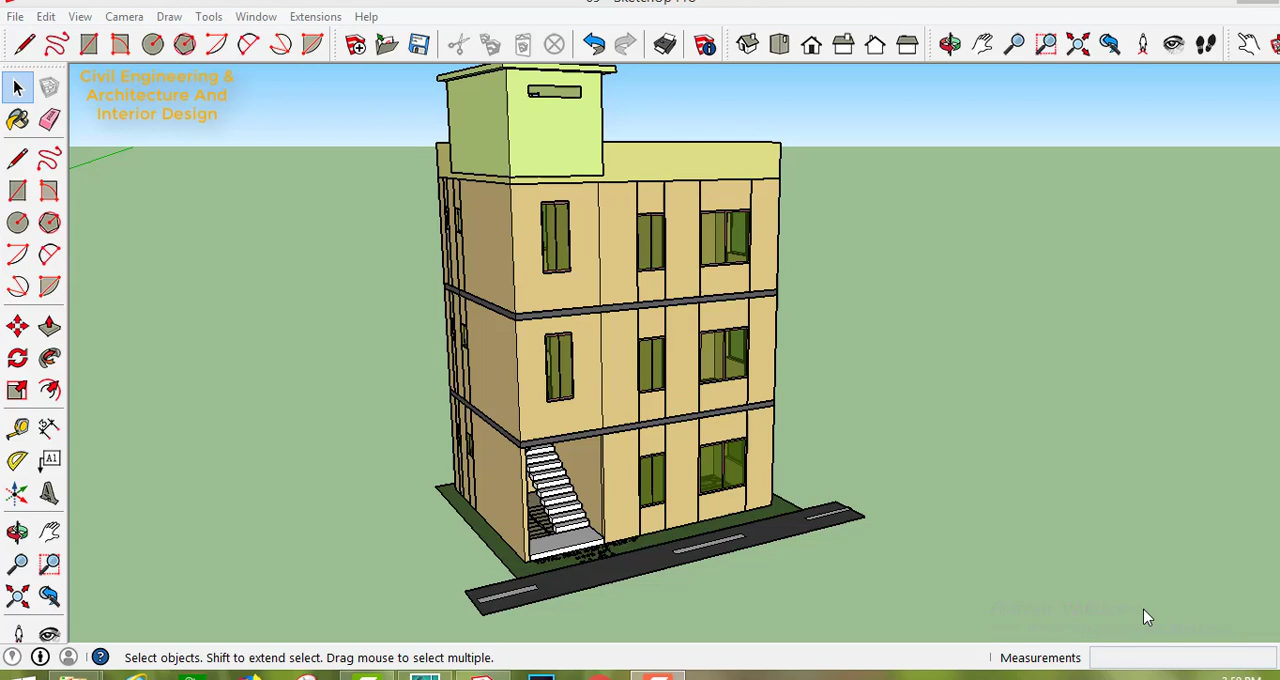 File Edit View Camera Draw Tools Window Extensions Help
Civil Engineering &
Architecture And
Interior Design
A1
Select objects. Shift to extend select. Drag mouse to select multiple.
Measurements